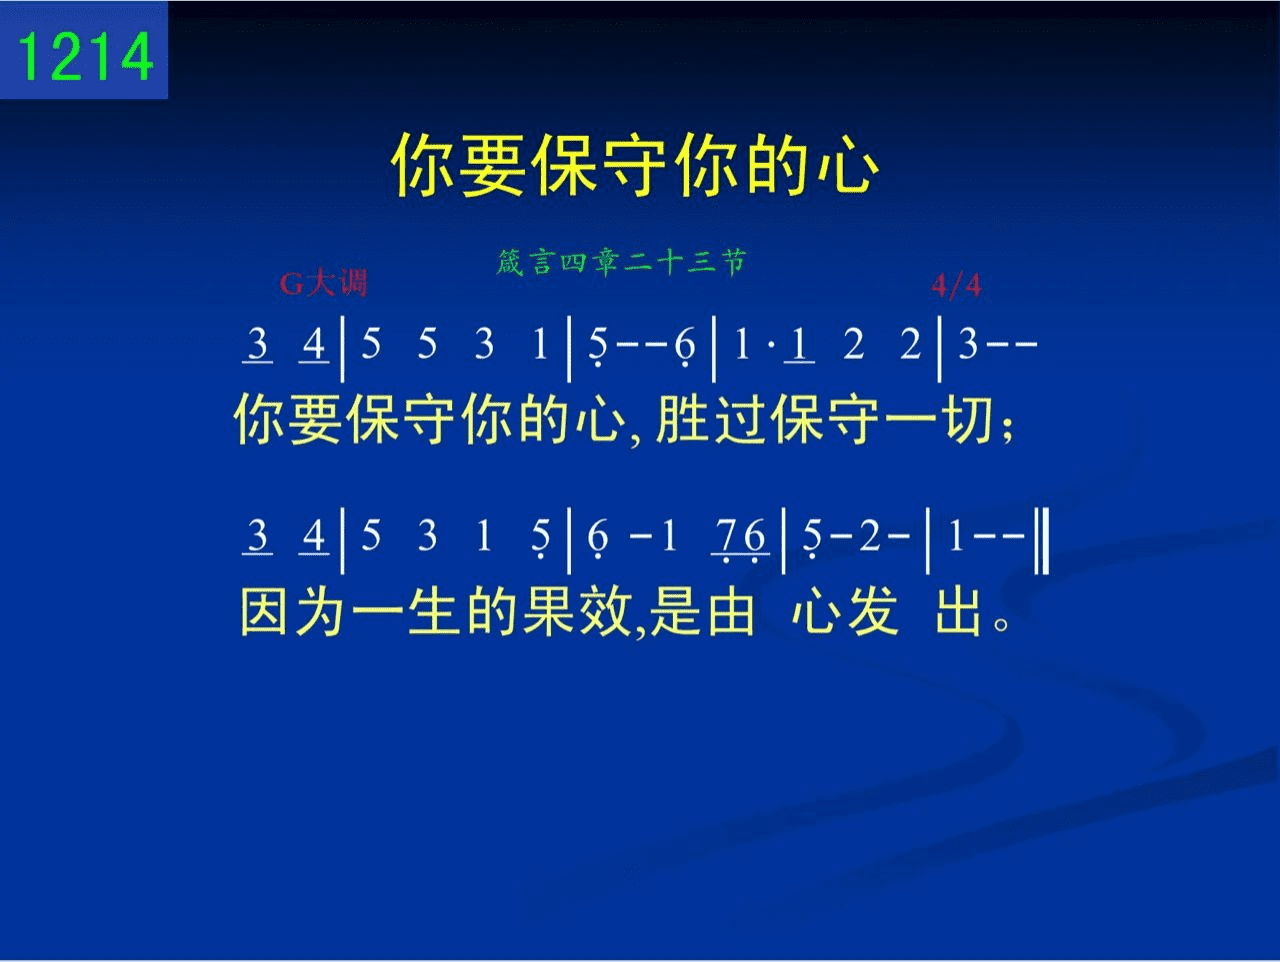 1214
你要保守你的心
箴言四章二十三节
G大调 4/4
3 4|5 5 3 1|5̣--6̣|1·1 2 2|3--
你要保守你的心,胜过保守一切；
3 4|5 3 1 5̣|6̣-1 7̣6̣|5̣-2-|1--‖
因为一生的果效,是由 心发 出。